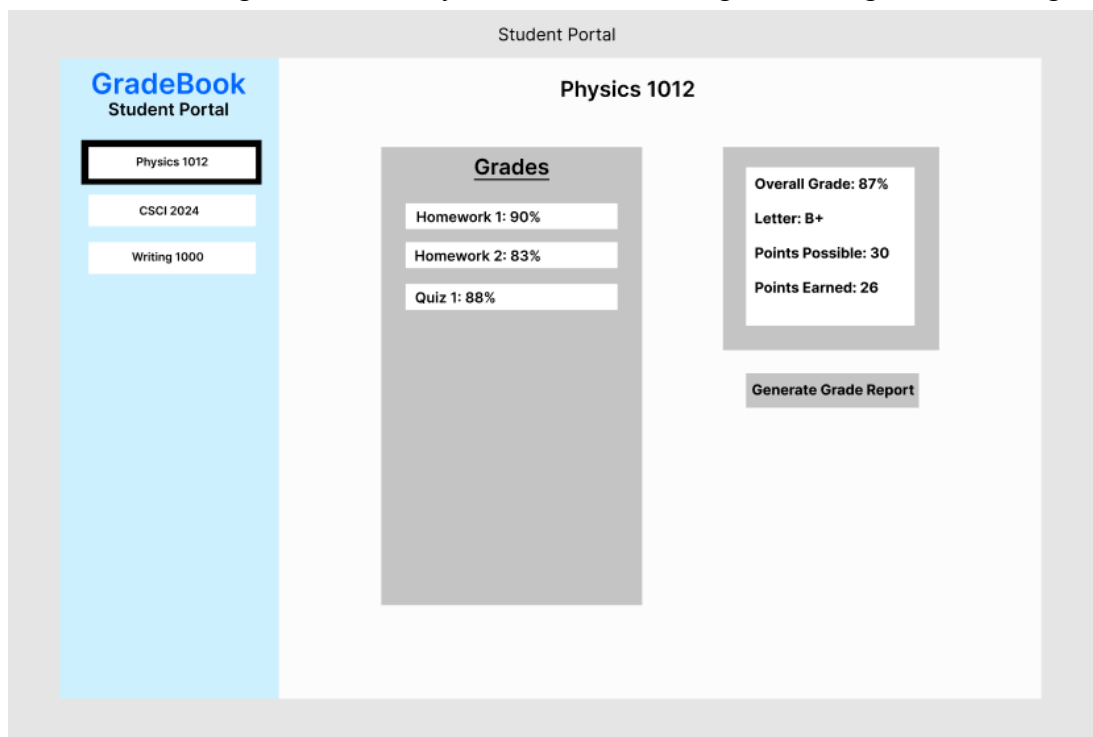 Student Portal
GradeBook
Student Portal
Physics 1012
CSCI 2024
Writing 1000
Physics 1012
Grades
Homework 1: 90%
Homework 2: 83%
Quiz 1: 88%
Overall Grade: 87%
Letter: B+
Points Possible: 30
Points Earned: 26
Generate Grade Report